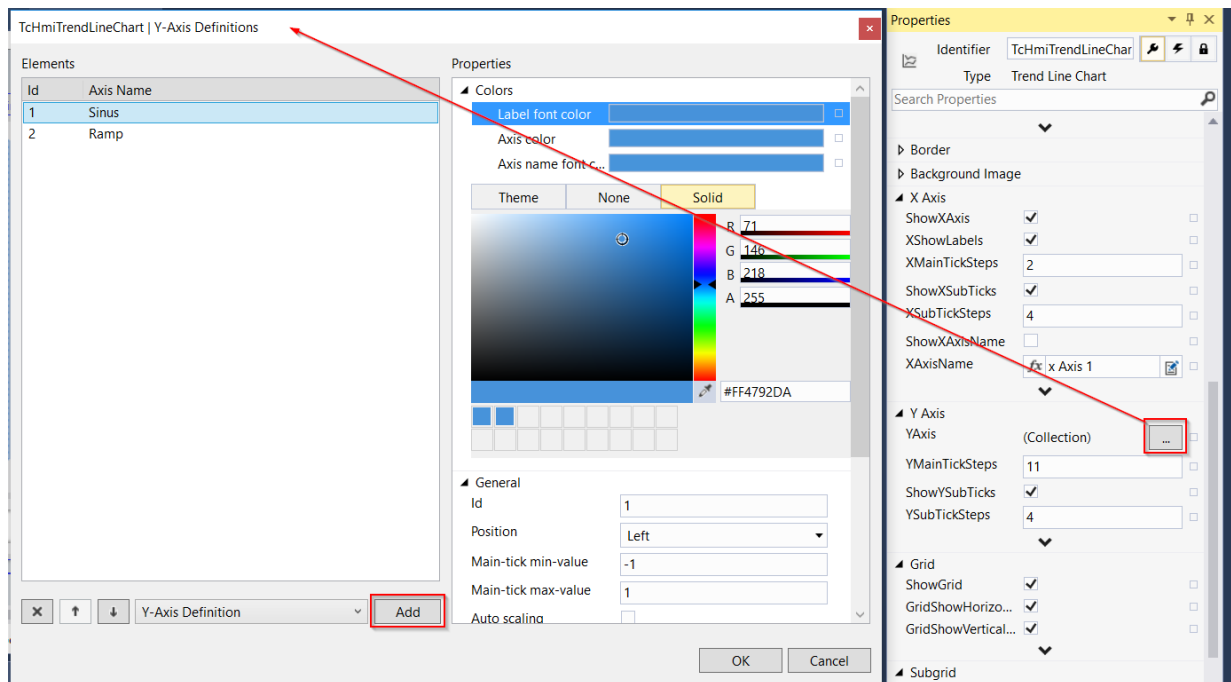 TcHmiTrendLineChart | Y-Axis Definitions
Elements
Id Axis Name
1 Sinus
2 Ramp
Add
Y-Axis Definition
Properties
Colors
Label font color
Axis color
Axis name font c...
Theme None Solid
R 71
G 146
B 218
A 255
#FF4792DA
General
Id 1
Position Left
Main-tick min-value -1
Main-tick max-value 1
Auto scaling
OK Cancel
Properties
Identifier TcHmiTrendLineChar
Type Trend Line Chart
Search Properties
Border
Background Image
X Axis
ShowXAxis
XShowLabels
XMainTickSteps 2
ShowXSubTicks
XSubTickSteps 4
ShowXAxisName
XAxisName fx x Axis 1
Y Axis
YAxis (Collection) ...
YMainTickSteps 11
ShowYSubTicks
YSubTickSteps 4
Grid
ShowGrid
GridShowHorizo...
GridShowVertical...
Subgrid